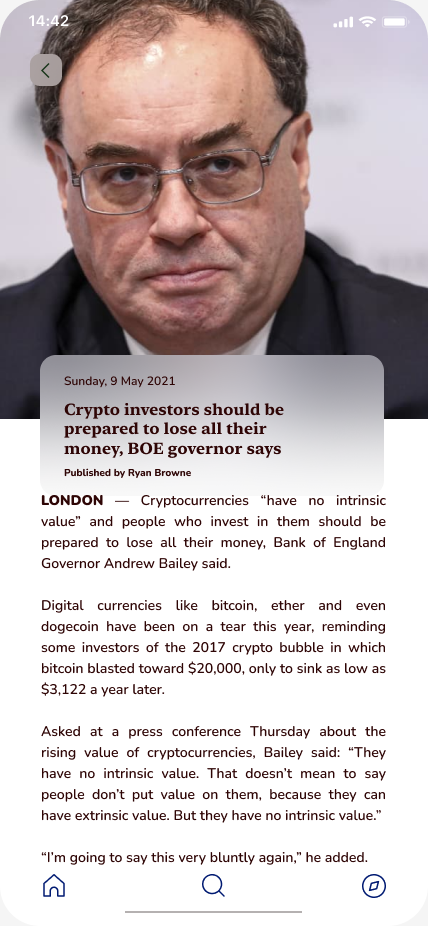 14:42
Sunday, 9 May 2021
Crypto investors should be
prepared to lose all their
money, BOE governor says
Published by Ryan Browne
LONDON — Cryptocurrencies “have no intrinsic
value” and people who invest in them should be
prepared to lose all their money, Bank of England
Governor Andrew Bailey said.
Digital currencies like bitcoin, ether and even
dogecoin have been on a tear this year, reminding
some investors of the 2017 crypto bubble in which
bitcoin blasted toward $20,000, only to sink as low as
$3,122 a year later.
Asked at a press conference Thursday about the
rising value of cryptocurrencies, Bailey said: “They
have no intrinsic value. That doesn’t mean to say
people don’t put value on them, because they can
have extrinsic value. But they have no intrinsic value.”
“I’m going to say this very bluntly again,” he added.